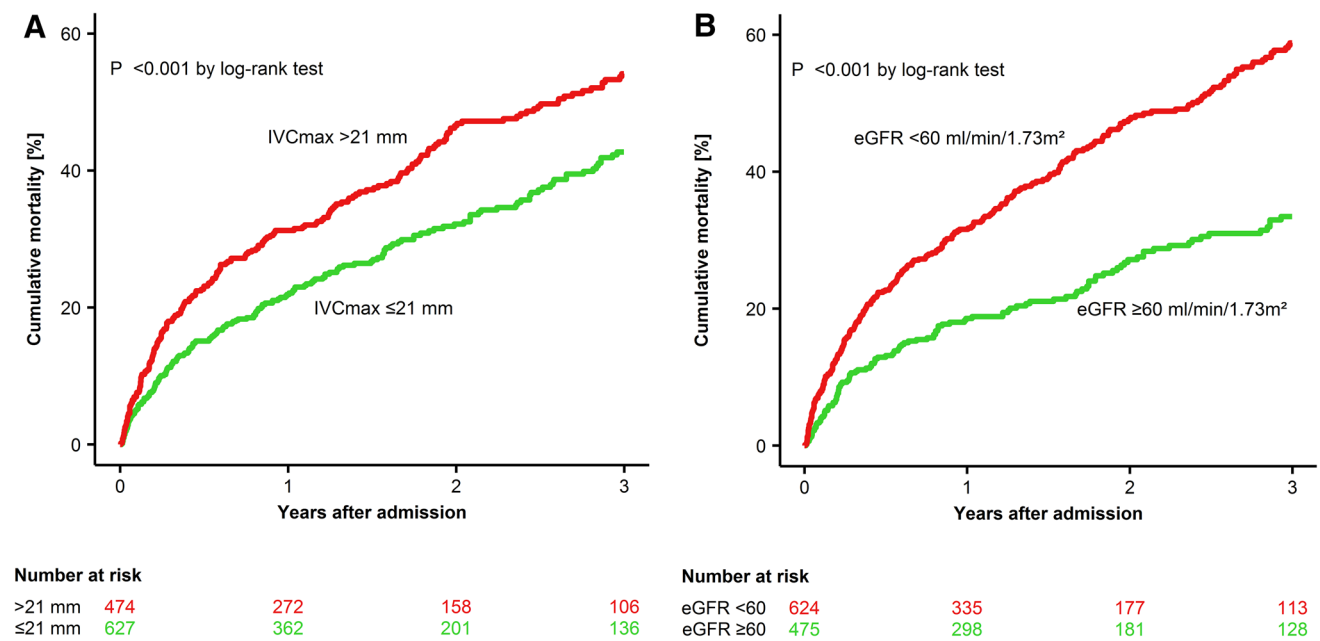 A
60
P <0.001 by log-rank test
IVCmax >21 mm
40
Cumulative mortality [%]
IVCmax ≤21 mm
20
0
0 1 2 3
Years after admission
Number at risk
>21 mm 474 272 158 106
≤21 mm 627 362 201 136
B
60
P <0.001 by log-rank test
eGFR <60 ml/min/1.73m²
40
Cumulative mortality [%]
eGFR ≥60 ml/min/1.73m²
20
0
0 1 2 3
Years after admission
Number at risk
eGFR <60 624 335 177 113
eGFR ≥60 475 298 181 128